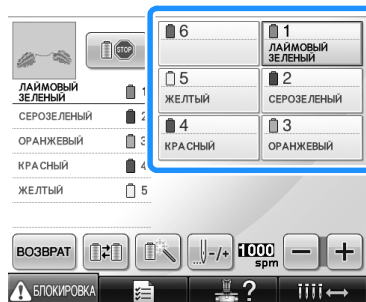 STOP
ЛАЙМОВЫЙ
ЗЕЛЕНЫЙ
1
СЕРОЗЕЛЕНЫЙ 2
ОРАНЖЕВЫЙ 3
КРАСНЫЙ 4
ЖЕЛТЫЙ 5
6
1
ЛАЙМОВЫЙ
ЗЕЛЕНЫЙ
5
ЖЕЛТЫЙ
2
СЕРОЗЕЛЕНЫЙ
4
КРАСНЫЙ
3
ОРАНЖЕВЫЙ
ВОЗВРАТ
-/+
1000
spm
- +
БЛОКИРОВКА
?